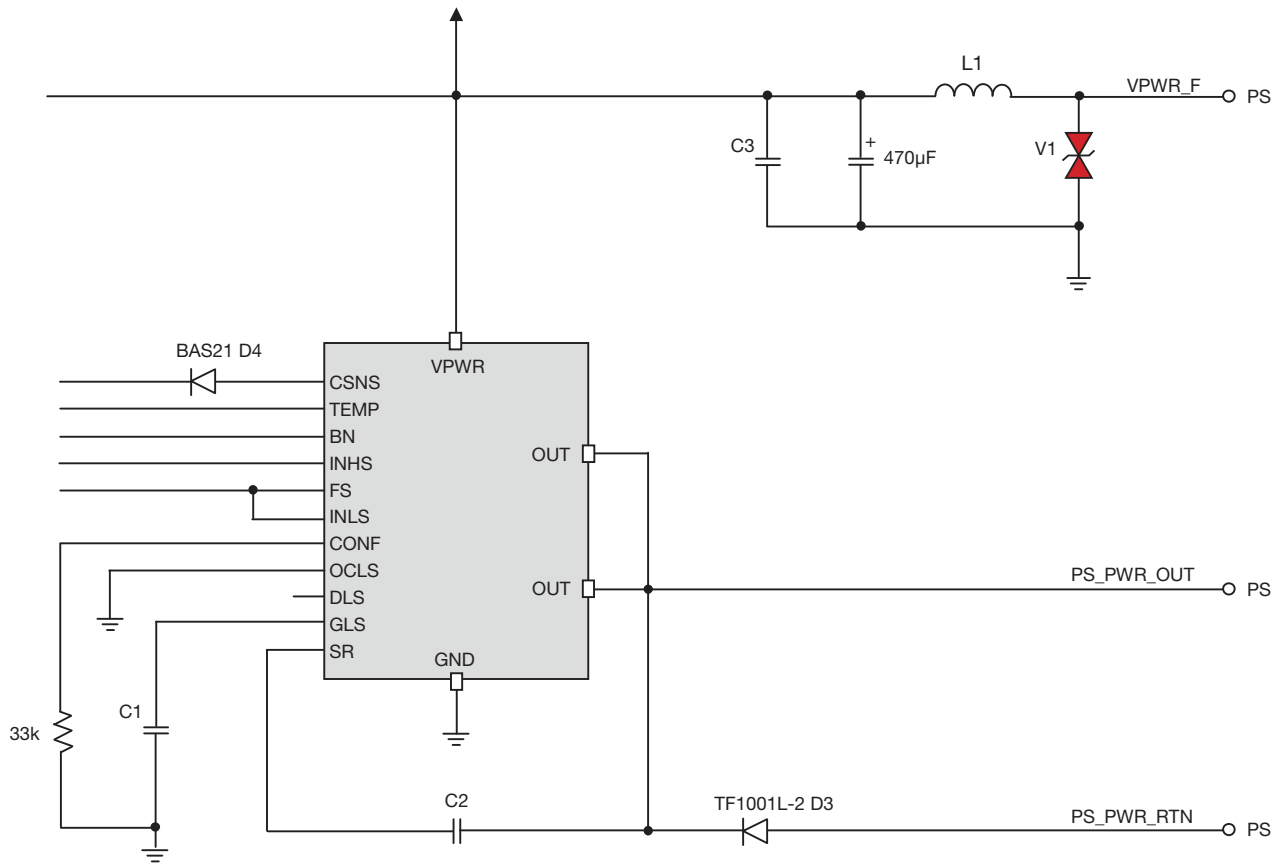 L1
VPWR_F
PS
C3
+
470µF
V1
BAS21 D4
VPWR
CSNS
TEMP
BN
INHS
FS
INLS
CONF
OCLS
DLS
GLS
SR
OUT
OUT
GND
PS_PWR_OUT
PS
33k
C1
C2
TF1001L-2 D3
PS_PWR_RTN
PS